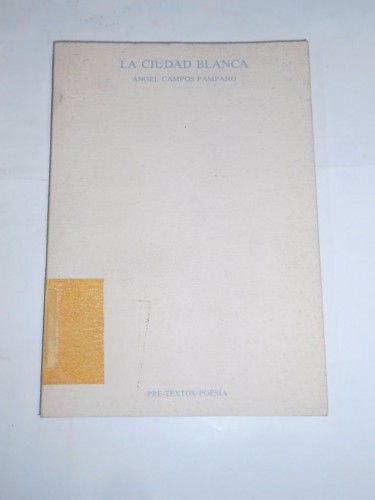 LA CIUDAD BLANCA
ÁNGEL CAMPOS PÁMPANO
PRE-TEXTOS/POESÍA